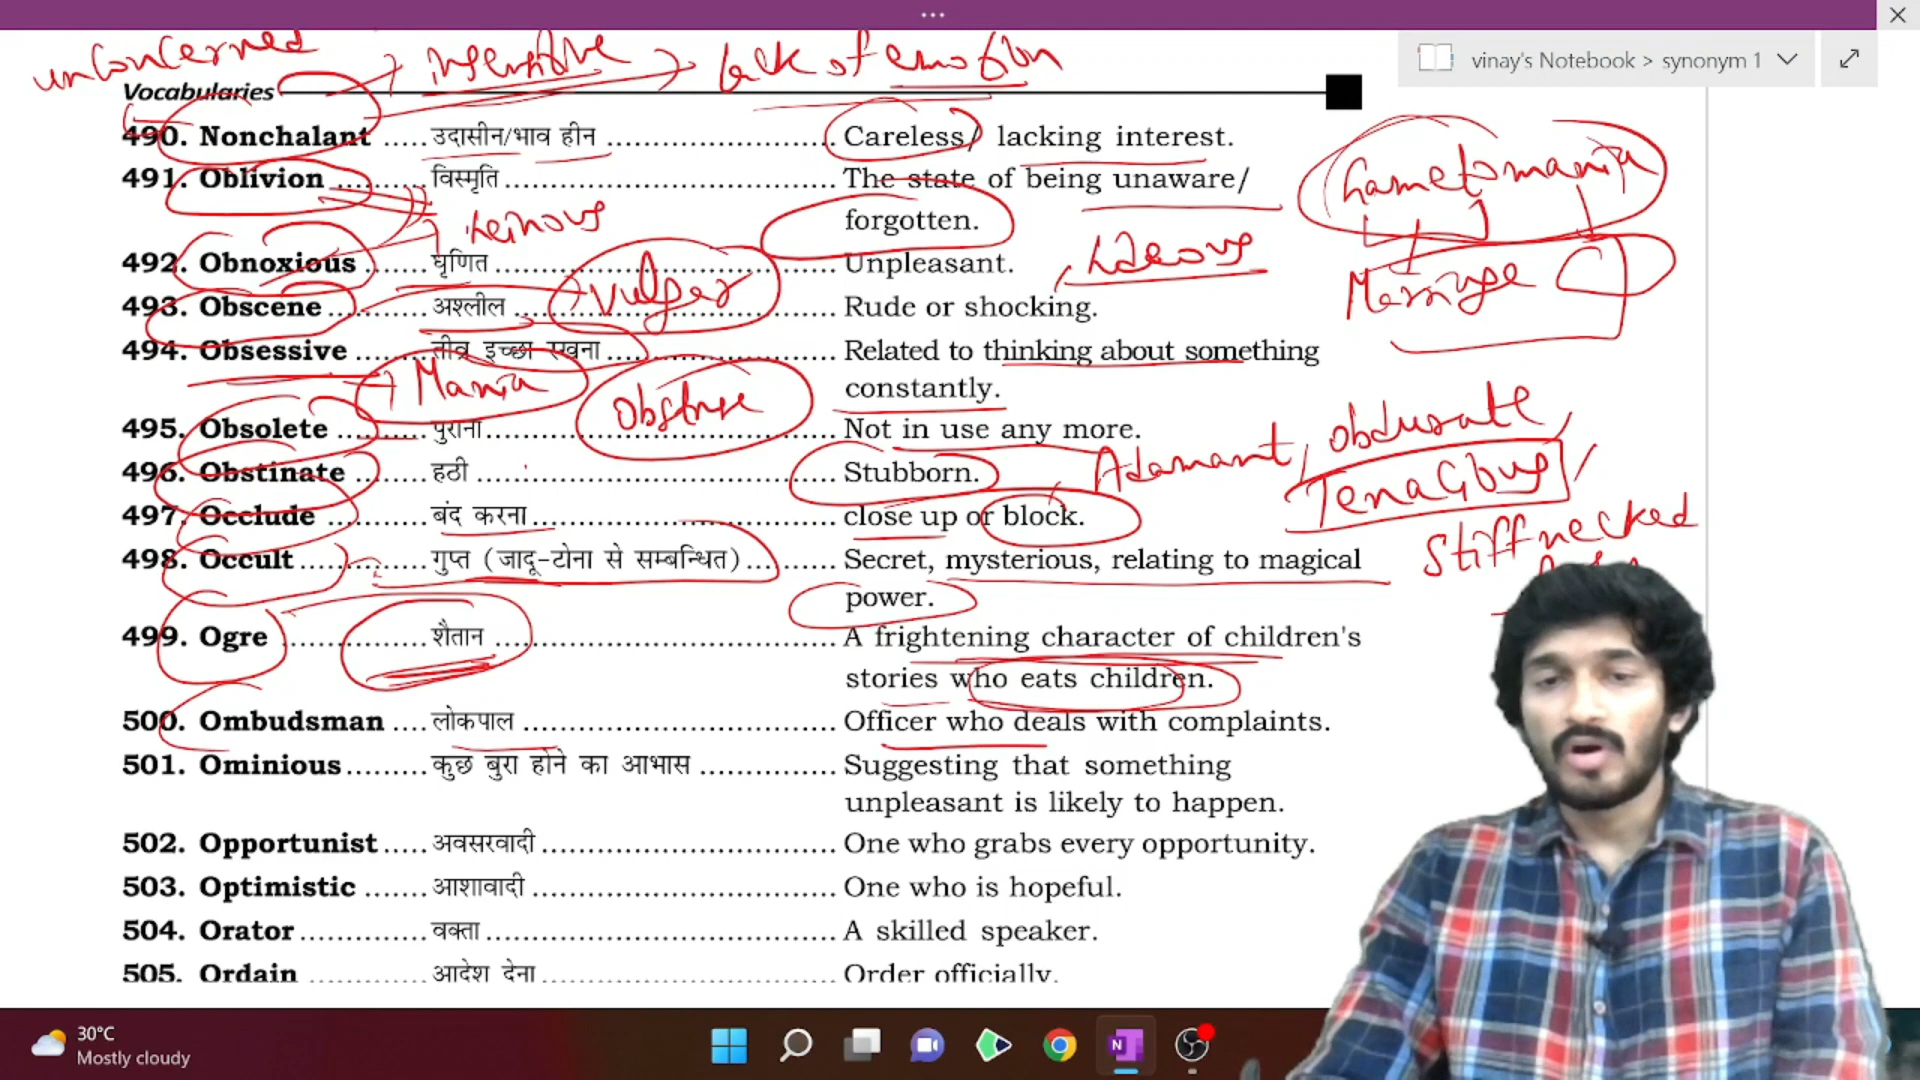 vinay's Notebook > synonym 1
unconcerned
insensitive
lack of emotion
Vocabularies
490. Nonchalant ..... उदासीन/भाव हीन ........................ Careless/ lacking interest.
491. Oblivion ......... विस्मृति ................................... The state of being unaware/
forgotten.
Gametomania
heinous
492. Obnoxious ....... घृणित ..................................... Unpleasant.
hideous
Marriage
vulgar
493. Obscene .......... अश्लील ................................... Rude or shocking.
494. Obsessive ........ तीव्र इच्छा रखना ........................ Related to thinking about something
constantly.
Mania
495. Obsolete .......... पुराना ...................................... Not in use any more.
Adamant, obdurate,
496. Obstinate ........ हठी ........................................ Stubborn.
Tenacious
497. Occlude ........... बंद करना ................................. close up or block.
Stiffnecked
498. Occult ............. गुप्त (जादू-टोना से सम्बन्धित) .......... Secret, mysterious, relating to magical
power.
499. Ogre ............... शैतान ..................................... A frightening character of children's
stories who eats children.
500. Ombudsman .... लोकपाल .................................. Officer who deals with complaints.
501. Ominious ........ कुछ बुरा होने का आभास .............. Suggesting that something
unpleasant is likely to happen.
502. Opportunist ..... अवसरवादी ............................... One who grabs every opportunity.
503. Optimistic ....... आशावादी ................................ One who is hopeful.
504. Orator ............. वक्ता ...................................... A skilled speaker.
505. Ordain ............ आदेश देना ............................... Order officially.
30°C
Mostly cloudy